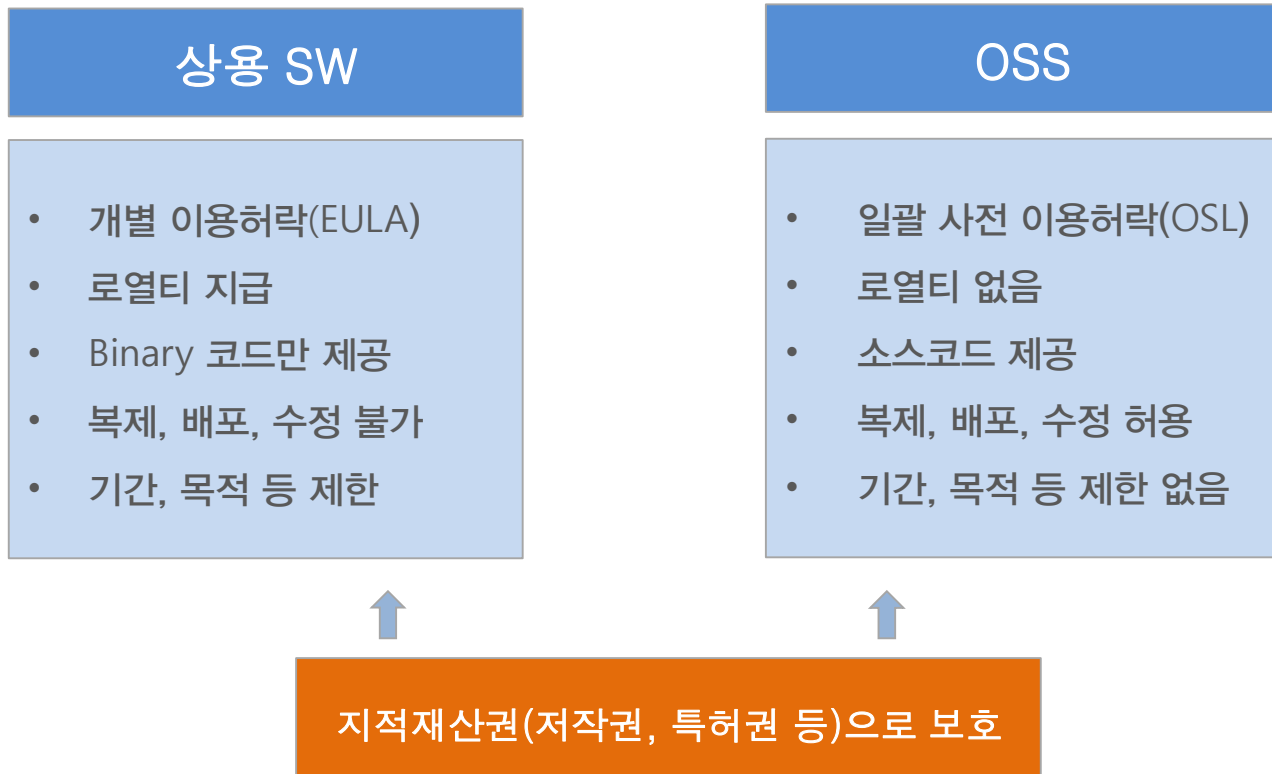 상용 SW
• 개별 이용허락(EULA)
• 로열티 지급
• Binary 코드만 제공
• 복제, 배포, 수정 불가
• 기간, 목적 등 제한
OSS
• 일괄 사전 이용허락(OSL)
• 로열티 없음
• 소스코드 제공
• 복제, 배포, 수정 허용
• 기간, 목적 등 제한 없음
지적재산권(저작권, 특허권 등)으로 보호